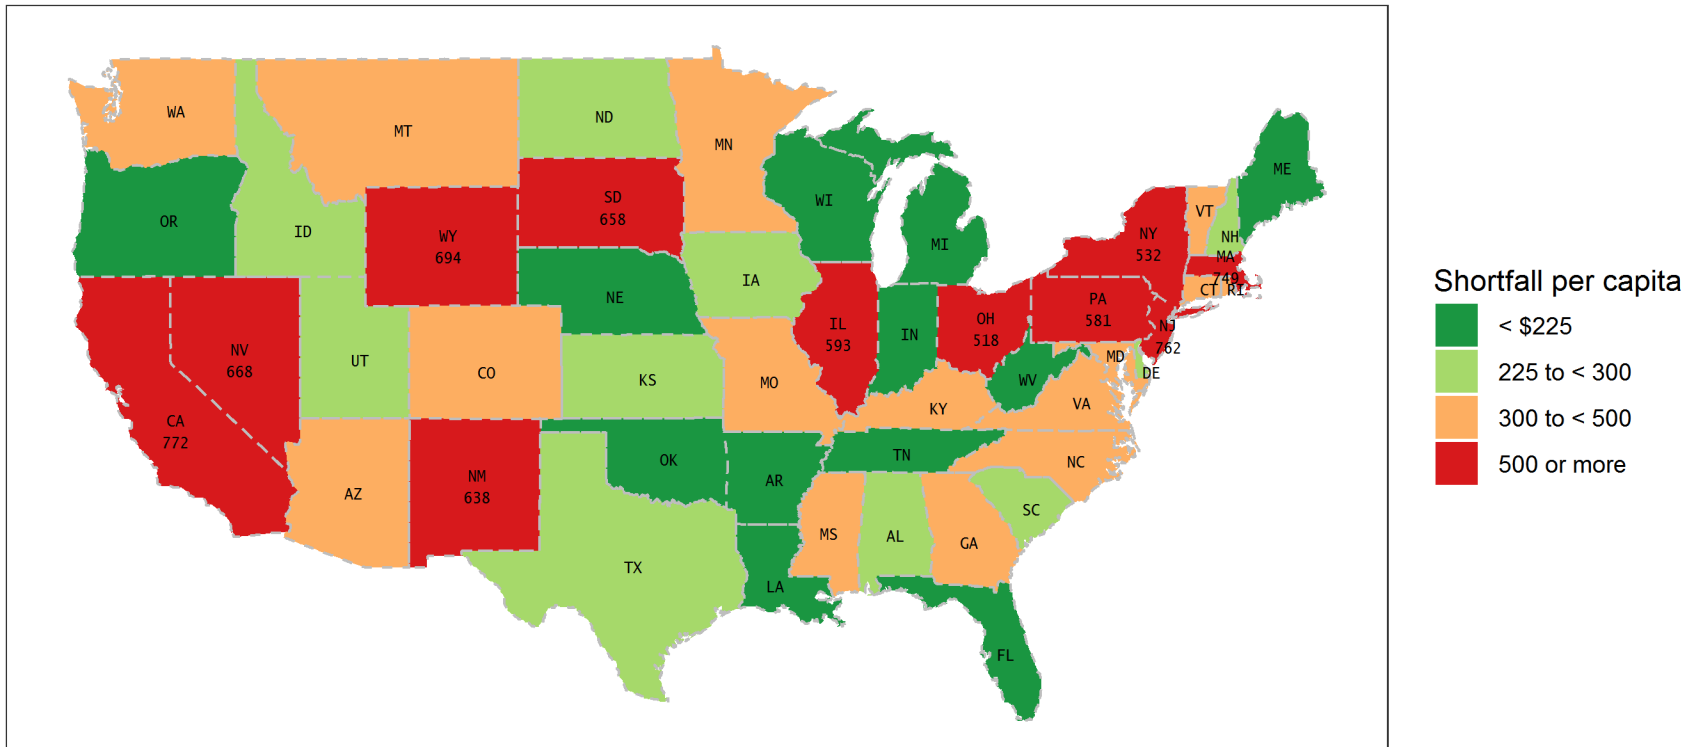 WA
MT
ND
MN
OR
ID
WY
694
SD
658
WI
MI
ME
VT
NH
NY
532
MA
749
CT RI
NE
IA
IL
593
IN
OH
518
PA
581
NJ
762
NV
668
UT
CO
KS
MO
WV
MD
DE
KY
VA
CA
772
AZ
NM
638
OK
AR
TN
NC
SC
TX
LA
MS
AL
GA
FL
Shortfall per capita
< $225
225 to < 300
300 to < 500
500 or more